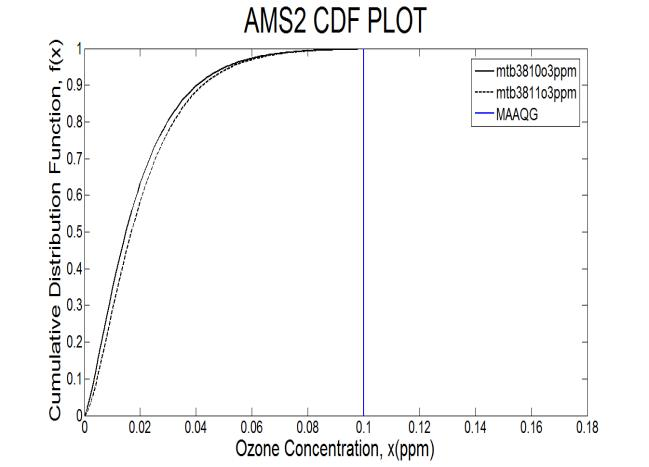 AMS2 CDF PLOT
Cumulative Distribution Function, f(x)
1
0.9
0.8
0.7
0.6
0.5
0.4
0.3
0.2
0.1
0
mtb3810o3ppm
mtb3811o3ppm
MAAQG
0 0.02 0.04 0.06 0.08 0.1 0.12 0.14 0.16 0.18
Ozone Concentration, x(ppm)